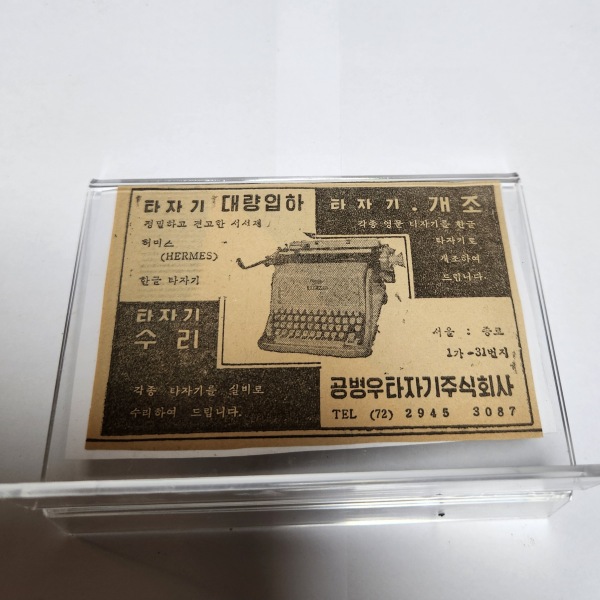 타자기 대량입하
정밀하고 견고한 서서제
허미스
(HERMES)
한글 타자기
타자기·개조
각종 영문 타자기를 한글
타자기로
개조하여
드립니다
타자기
수리
각종 타자기를 실비로
수리하여 드립니다.
서울 : 종로
1가-31번지
공병우타자기주식회사
TEL (72) 2945 3087